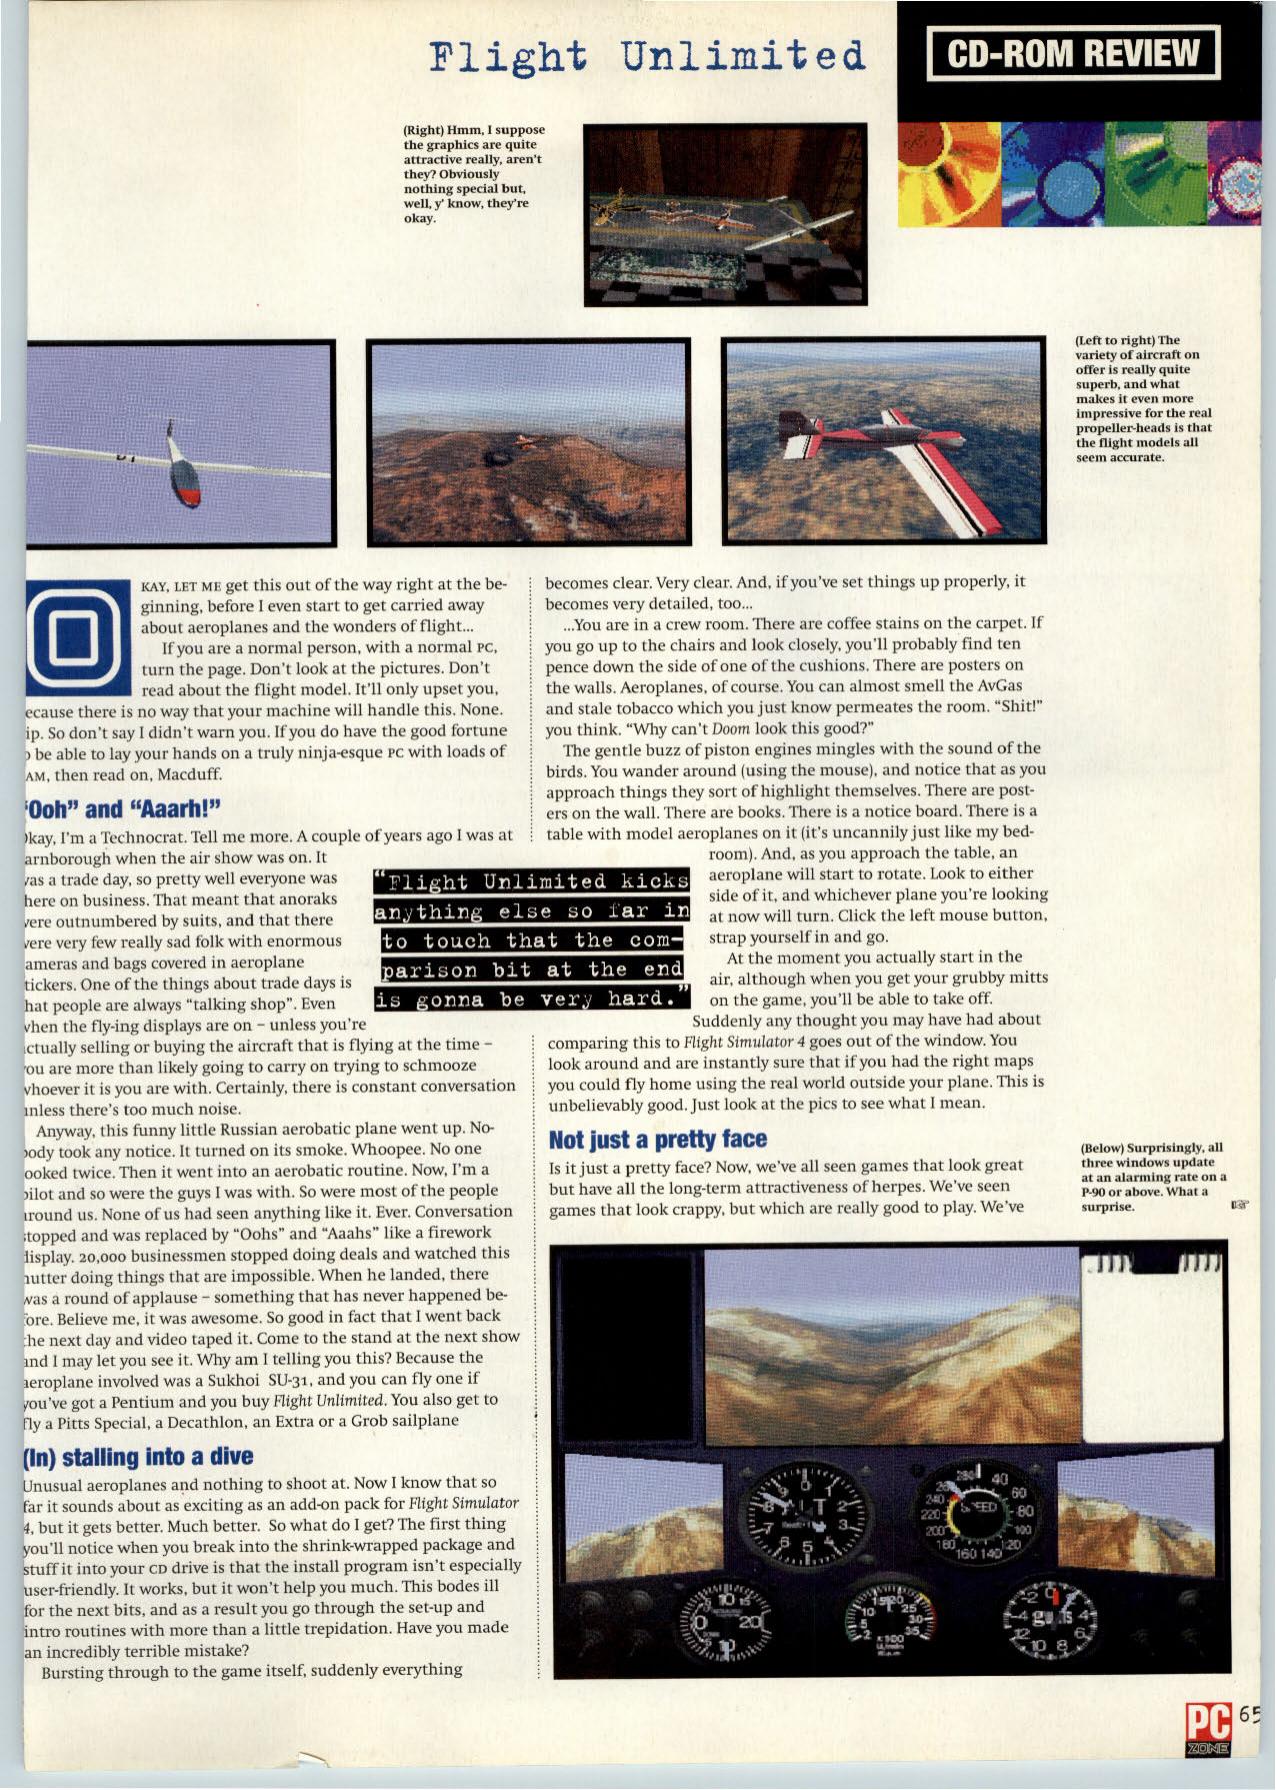 Flight Unlimited
CD-ROM REVIEW
(Right) Hmm, I suppose
the graphics are quite
attractive really, aren't
they? Obviously
nothing special but,
well, y' know, they're
okay.
(Left to right) The
variety of aircraft on
offer is really quite
superb, and what
makes it even more
impressive for the real
propeller-heads is that
the flight models all
seem accurate.
OKAY, LET ME get this out of the way right at the be-
ginning, before I even start to get carried away
about aeroplanes and the wonders of flight...
If you are a normal person, with a normal PC,
turn the page. Don't look at the pictures. Don't
read about the flight model. It'll only upset you,
ecause there is no way that your machine will handle this. None.
ip. So don't say I didn't warn you. If you do have the good fortune
o be able to lay your hands on a truly ninja-esque PC with loads of
AM, then read on, Macduff.
"Ooh" and "Aaarh!"
Okay, I'm a Technocrat. Tell me more. A couple of years ago I was at
arnborough when the air show was on. It
was a trade day, so pretty well everyone was
here on business. That meant that anoraks
were outnumbered by suits, and that there
were very few really sad folk with enormous
ameras and bags covered in aeroplane
tickers. One of the things about trade days is
hat people are always "talking shop". Even
when the fly-ing displays are on – unless you're
actually selling or buying the aircraft that is flying at the time –
you are more than likely going to carry on trying to schmooze
whoever it is you are with. Certainly, there is constant conversation
unless there's too much noise.
Anyway, this funny little Russian aerobatic plane went up. No-
body took any notice. It turned on its smoke. Whoopee. No one
looked twice. Then it went into an aerobatic routine. Now, I'm a
pilot and so were the guys I was with. So were most of the people
around us. None of us had seen anything like it. Ever. Conversation
stopped and was replaced by "Oohs" and "Aaahs" like a firework
display. 20,000 businessmen stopped doing deals and watched this
nutter doing things that are impossible. When he landed, there
was a round of applause – something that has never happened be-
fore. Believe me, it was awesome. So good in fact that I went back
the next day and video taped it. Come to the stand at the next show
and I may let you see it. Why am I telling you this? Because the
aeroplane involved was a Sukhoi SU-31, and you can fly one if
you've got a Pentium and you buy Flight Unlimited. You also get to
fly a Pitts Special, a Decathlon, an Extra or a Grob sailplane
(In) stalling into a dive
Unusual aeroplanes and nothing to shoot at. Now I know that so
far it sounds about as exciting as an add-on pack for Flight Simulator
4, but it gets better. Much better. So what do I get? The first thing
you'll notice when you break into the shrink-wrapped package and
stuff it into your CD drive is that the install program isn't especially
user-friendly. It works, but it won't help you much. This bodes ill
for the next bits, and as a result you go through the set-up and
intro routines with more than a little trepidation. Have you made
an incredibly terrible mistake?
Bursting through to the game itself, suddenly everything
"Flight Unlimited kicks
anything else so far in
to touch that the com-
parison bit at the end
is gonna be very hard."
becomes clear. Very clear. And, if you've set things up properly, it
becomes very detailed, too...
...You are in a crew room. There are coffee stains on the carpet. If
you go up to the chairs and look closely, you'll probably find ten
pence down the side of one of the cushions. There are posters on
the walls. Aeroplanes, of course. You can almost smell the AvGas
and stale tobacco which you just know permeates the room. "Shit!"
you think. "Why can't Doom look this good?"
The gentle buzz of piston engines mingles with the sound of the
birds. You wander around (using the mouse), and notice that as you
approach things they sort of highlight themselves. There are post-
ers on the wall. There are books. There is a notice board. There is a
table with model aeroplanes on it (it's uncannily just like my bed-
room). And, as you approach the table, an
aeroplane will start to rotate. Look to either
side of it, and whichever plane you're looking
at now will turn. Click the left mouse button,
strap yourself in and go.
At the moment you actually start in the
air, although when you get your grubby mitts
on the game, you'll be able to take off.
Suddenly any thought you may have had about
comparing this to Flight Simulator 4 goes out of the window. You
look around and are instantly sure that if you had the right maps
you could fly home using the real world outside your plane. This is
unbelievably good. Just look at the pics to see what I mean.
Not just a pretty face
Is it just a pretty face? Now, we've all seen games that look great
but have all the long-term attractiveness of herpes. We've seen
games that look crappy, but which are really good to play. We've
(Below) Surprisingly, all
three windows update
at an alarming rate on a
P-90 or above. What a
surprise.
PC
ZONE
65